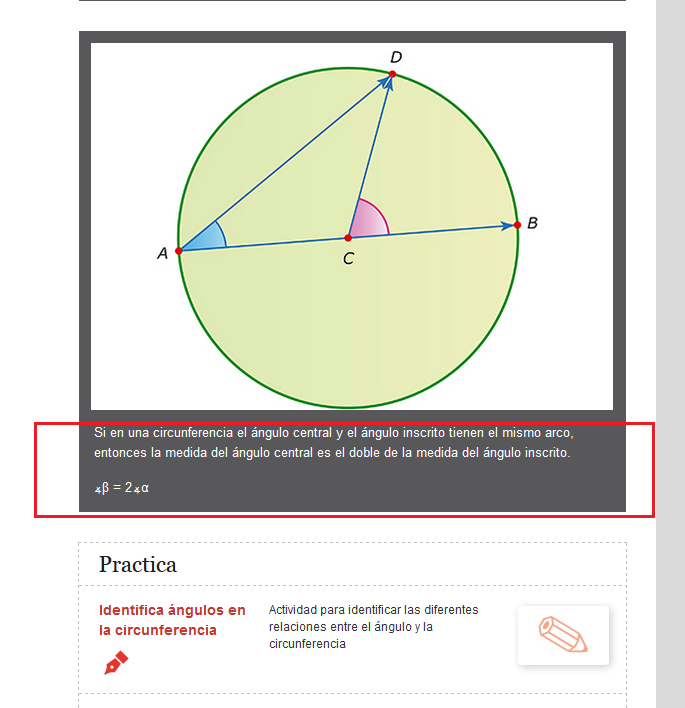 D
B
A
C
Si en una circunferencia el ángulo central y el ángulo inscrito tienen el mismo arco,
entonces la medida del ángulo central es el doble de la medida del ángulo inscrito.
∡β = 2∡α
Practica
Identifica ángulos en
la circunferencia
Actividad para identificar las diferentes
relaciones entre el ángulo y la
circunferencia